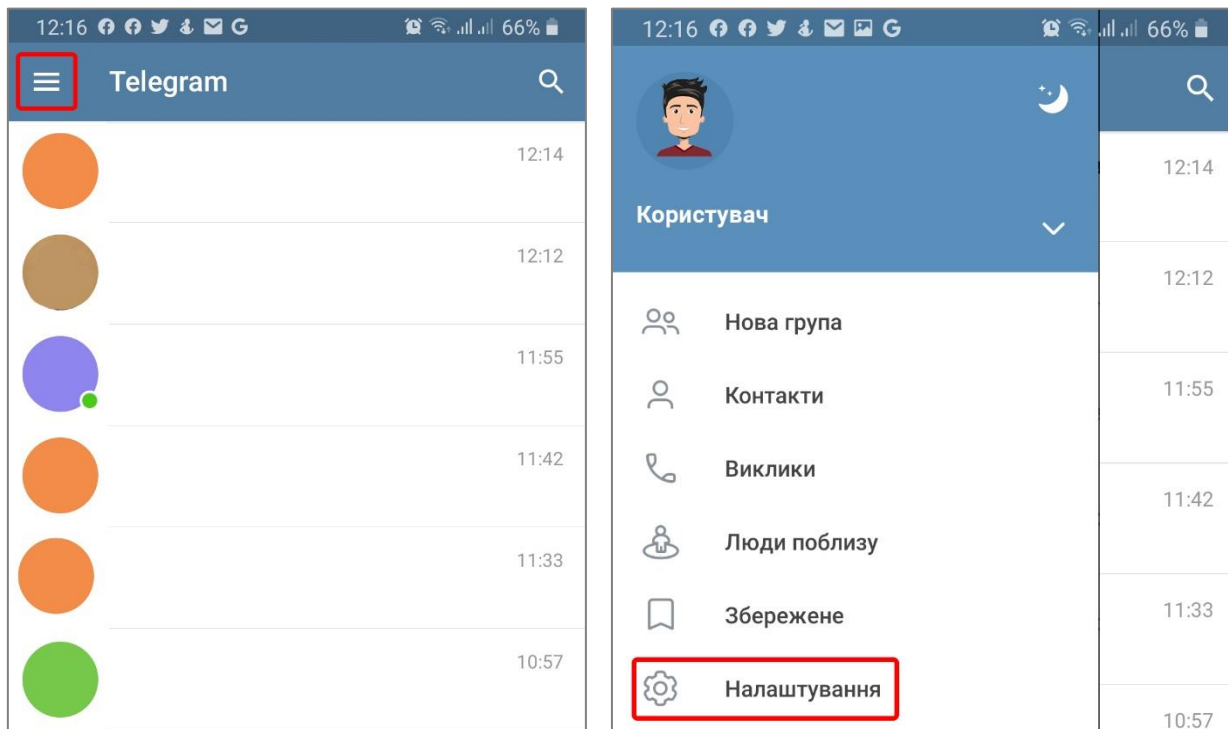 12:16 66%
Telegram
12:14
12:12
11:55
11:42
11:33
10:57
12:16 G 66%
Користувач
Нова група
Контакти
Виклики
Люди поблизу
Збережене
Налаштування
12:14
12:12
11:55
11:42
11:33
10:57